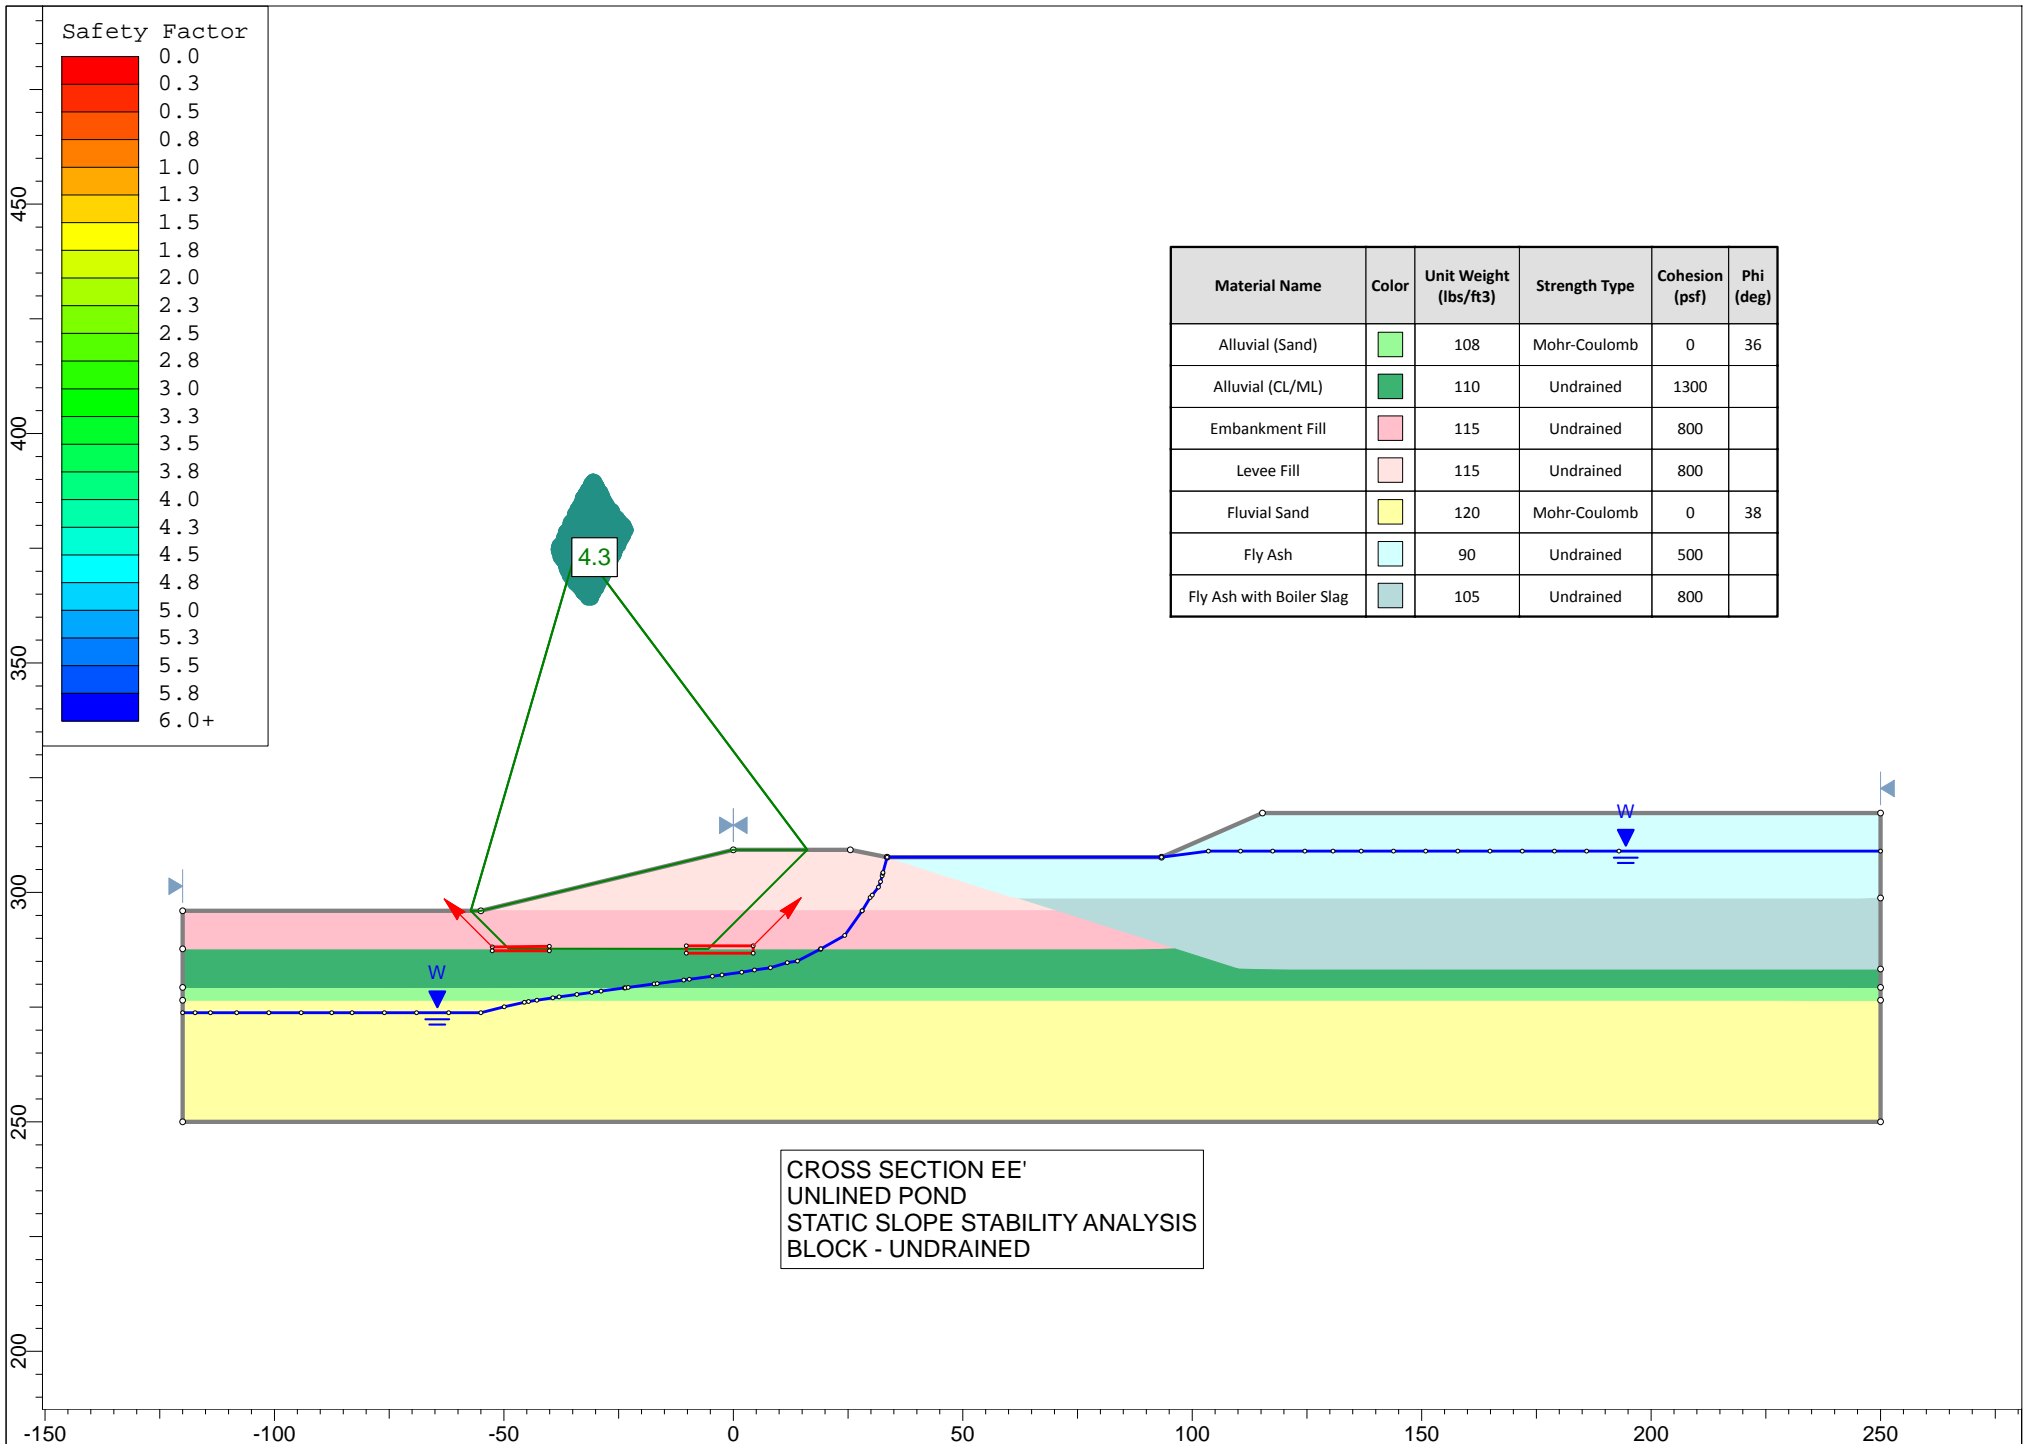 Safety Factor
0.0
0.3
0.5
0.8
1.0
1.3
1.5
1.8
2.0
2.3
2.5
2.8
3.0
3.3
3.5
3.8
4.0
4.3
4.5
4.8
5.0
5.3
5.5
5.8
6.0+
Material Name Color Unit Weight (lbs/ft3) Strength Type Cohesion (psf) Phi (deg)
Alluvial (Sand) 108 Mohr-Coulomb 0 36
Alluvial (CL/ML) 110 Undrained 1300
Embankment Fill 115 Undrained 800
Levee Fill 115 Undrained 800
Fluvial Sand 120 Mohr-Coulomb 0 38
Fly Ash 90 Undrained 500
Fly Ash with Boiler Slag 105 Undrained 800
4.3
W
W
CROSS SECTION EE'
UNLINED POND
STATIC SLOPE STABILITY ANALYSIS
BLOCK - UNDRAINED
450
400
350
300
250
200
-150 -100 -50 0 50 100 150 200 250